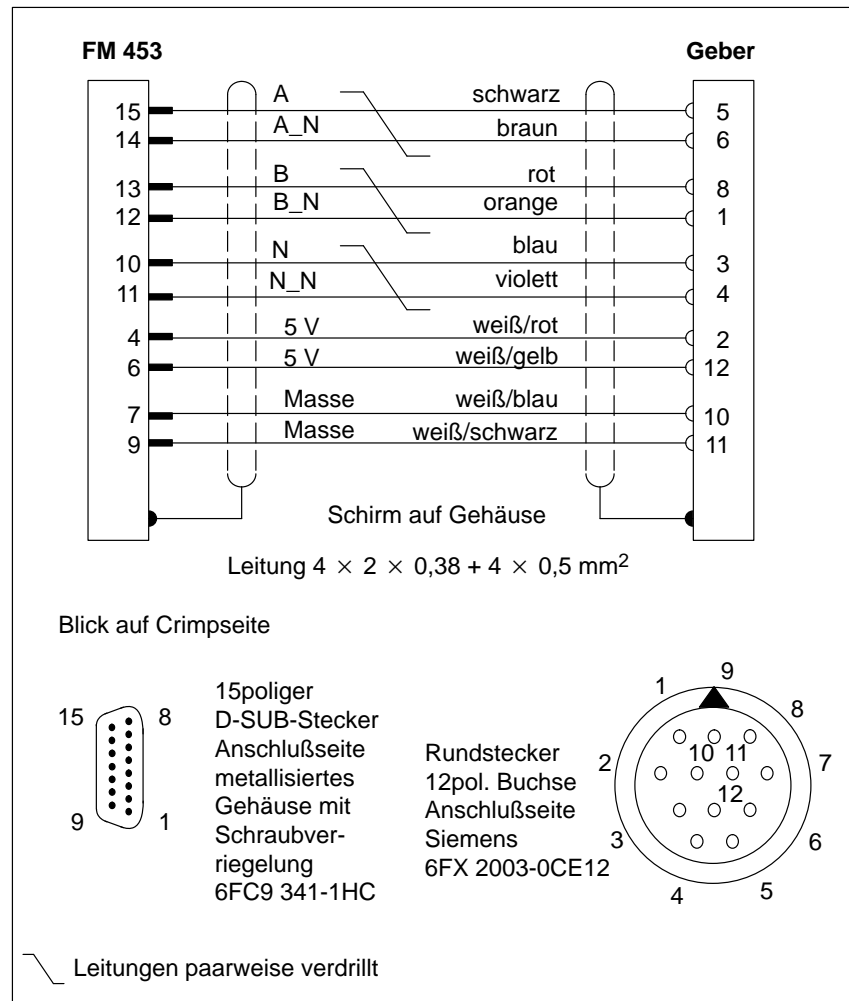 FM 453 Geber
15 A schwarz 5
14 A_N braun 6
13 B rot 8
12 B_N orange 1
10 N blau 3
11 N_N violett 4
4 5 V weiß/rot 2
6 5 V weiß/gelb 12
7 Masse weiß/blau 10
9 Masse weiß/schwarz 11
Schirm auf Gehäuse
Leitung 4 × 2 × 0,38 + 4 × 0,5 mm²
Blick auf Crimpseite
15 8
9 1
15poliger
D-SUB-Stecker
Anschlußseite
metallisiertes
Gehäuse mit
Schraubver-
riegelung
6FC9 341-1HC
Rundstecker
12pol. Buchse
Anschlußseite
Siemens
6FX 2003-0CE12
9
1 8
10 11
2 7
12
3 6
4 5
Leitungen paarweise verdrillt